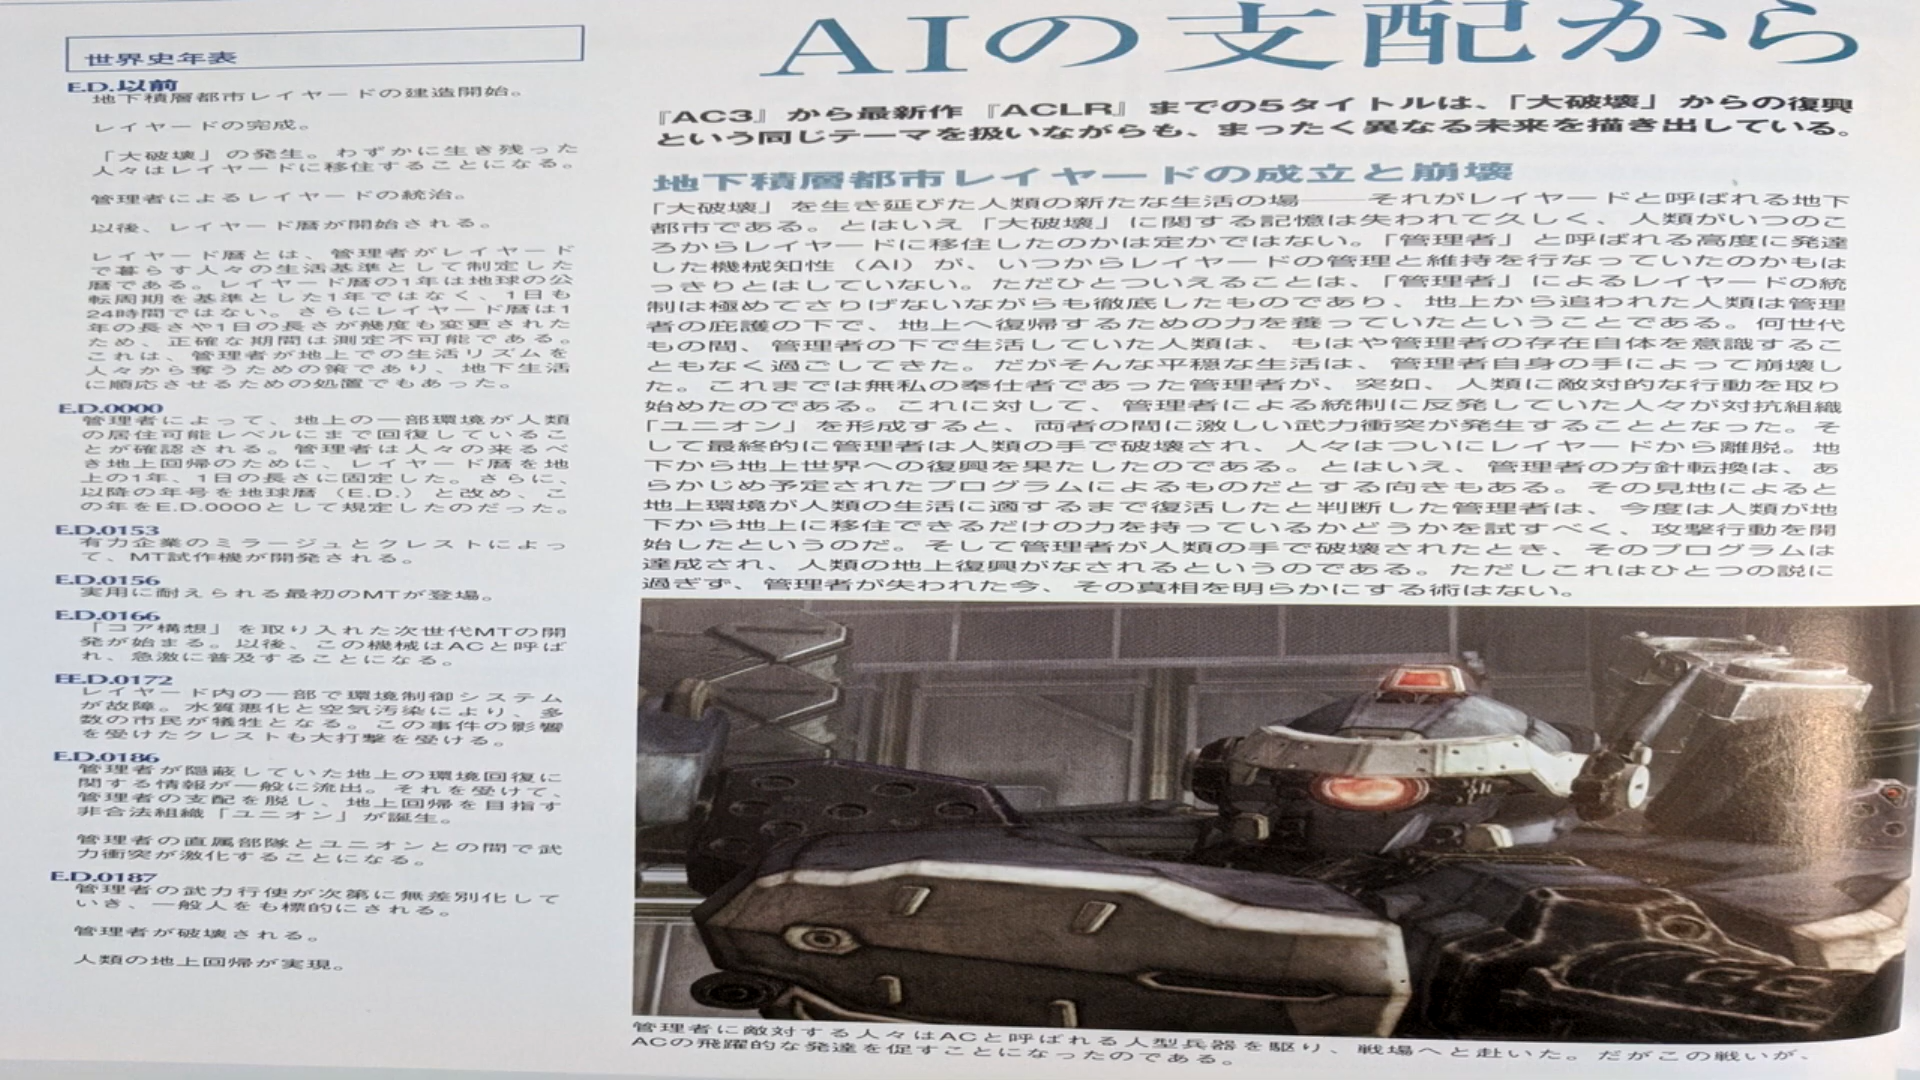 世界史年表
E.D.以前
地下積層都市レイヤードの建造開始。
レイヤードの完成。
「大破壊」の発生。わずかに生き残った
人々はレイヤードに移住することになる。
管理者によるレイヤードの統治。
以後、レイヤード暦が開始される。
レイヤード暦とは、管理者がレイヤード
で暮らす人々の生活基準として制定した
暦である。レイヤード暦の1年は地球の公
転周期を基準とした1年ではなく、1日も
24時間ではない。さらにレイヤード暦は1
年の長さや1日の長さが幾度も変更された
ため、正確な期間は測定不可能である。
これは、管理者が地上での生活リズムを
人々から奪うための策であり、地下生活
に順応させるための処置でもあった。
E.D.0000
管理者によって、地上の一部環境が人類
の居住可能レベルにまで回復しているこ
とが確認される。管理者は人々の来るべ
き地上回帰のために、レイヤード暦を地
上の1年、1日の長さに固定した。さらに、
以降の年号を地球暦（E.D.）と改め、こ
の年をE.D.0000として規定したのだった。
E.D.0153
有力企業のミラージュとクレストによっ
て、MT試作機が開発される。
E.D.0156
実用に耐えられる最初のMTが登場。
E.D.0166
「コア構想」を取り入れた次世代MTの開
発が始まる。以後、この機械はACと呼ば
れ、急激に普及することになる。
EE.D.0172
レイヤード内の一部で環境制御システム
が故障。水質悪化と空気汚染により、多
数の市民が犠牲となる。この事件の影響
を受けたクレストも大打撃を受ける。
E.D.0186
管理者が隠蔽していた地上の環境回復に
関する情報が一般に流出。それを受けて、
管理者の支配を脱し、地上回帰を目指す
非合法組織「ユニオン」が誕生。
管理者の直属部隊とユニオンとの間で武
力衝突が激化することになる。
E.D.0187
管理者の武力行使が次第に無差別化して
いき、一般人をも標的にされる。
管理者が破壊される。
人類の地上回帰が実現。
AIの支配から
『AC3』から最新作『ACLR』までの5タイトルは、「大破壊」からの復興
という同じテーマを扱いながらも、まったく異なる未来を描き出している。
地下積層都市レイヤードの成立と崩壊
「大破壊」を生き延びた人類の新たな生活の場――それがレイヤードと呼ばれる地下
都市である。とはいえ「大破壊」に関する記憶は失われて久しく、人類がいつのこ
ろからレイヤードに移住したのかは定かではない。「管理者」と呼ばれる高度に発達
した機械知性（AI）が、いつからレイヤードの管理と維持を行なっていたのかもは
っきりとはしていない。ただひとついえることは、「管理者」によるレイヤードの統
制は極めてさりげないながらも徹底したものであり、地上から追われた人類は管理
者の庇護の下で、地上へ復帰するための力を養っていたということである。何世代
もの間、管理者の下で生活していた人類は、もはや管理者の存在自体を意識するこ
ともなく過ごしてきた。だがそんな平穏な生活は、管理者自身の手によって崩壊し
た。これまでは無私の奉仕者であった管理者が、突如、人類に敵対的な行動を取り
始めたのである。これに対して、管理者による統制に反発していた人々が対抗組織
「ユニオン」を形成すると、両者の間に激しい武力衝突が発生することとなった。そ
して最終的に管理者は人類の手で破壊され、人々はついにレイヤードから離脱。地
下から地上世界への復興を果たしたのである。とはいえ、管理者の方針転換は、あ
らかじめ予定されたプログラムによるものだとする向きもある。その見地によると
地上環境が人類の生活に適するまで復活したと判断した管理者は、今度は人類が地
下から地上に移住できるだけの力を持っているかどうかを試すべく、攻撃行動を開
始したというのだ。そして管理者が人類の手で破壊されたとき、そのプログラムは
達成され、人類の地上復興がなされるというのである。ただしこれはひとつの説に
過ぎず、管理者が失われた今、その真相を明らかにする術はない。
管理者に敵対する人々はACと呼ばれる人型兵器を駆り、戦場へと赴いた。だがこの戦いが、
ACの飛躍的な発達を促すことになったのである。